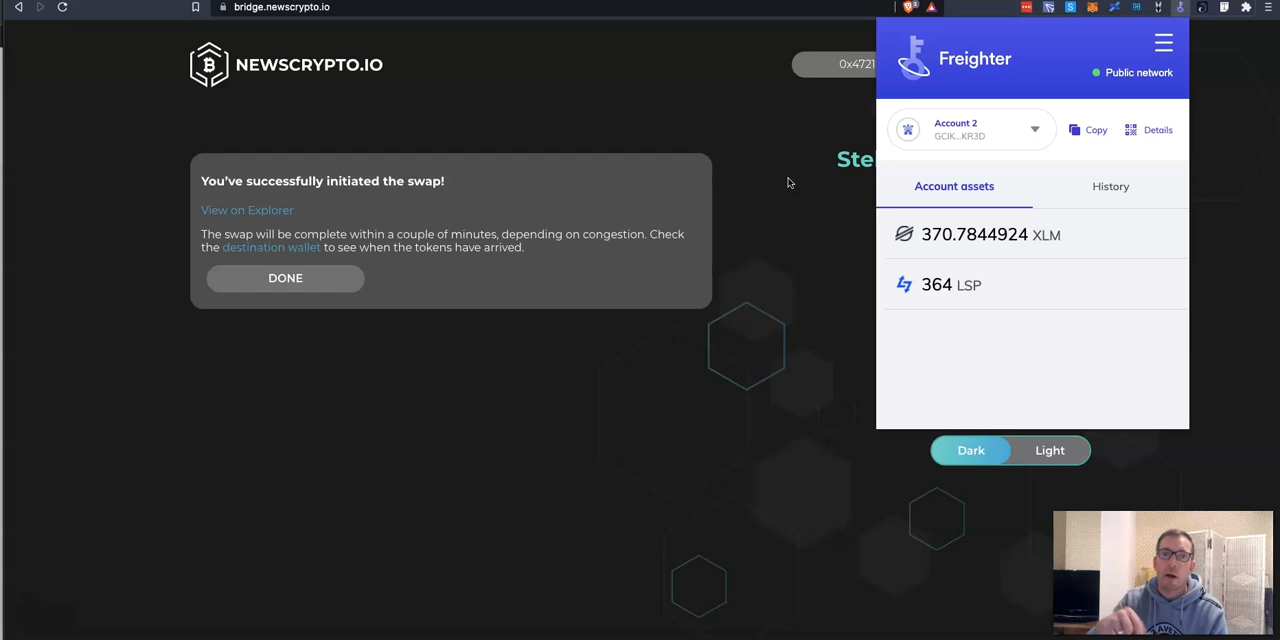 bridge.newscrypto.io
NEWSCRYPTO.IO
0x4721
Freighter
Public network
Account 2
GCIK...KR3D
Copy
Details
Ste
Account assets
History
You've successfully initiated the swap!
View on Explorer
The swap will be complete within a couple of minutes, depending on congestion. Check
the destination wallet to see when the tokens have arrived.
DONE
370.7844924 XLM
364 LSP
Dark
Light